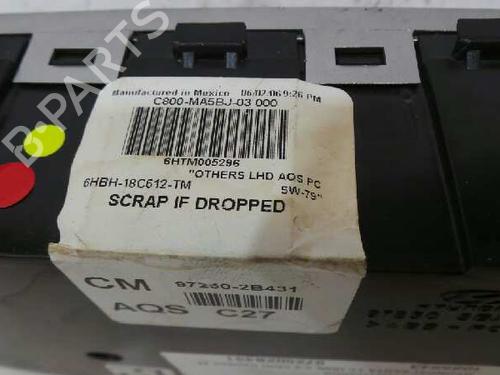 B-PARTS
Manufactured in Mexico 06/07/06 9:26 PM
C800-MA5BJ-03 000
6HTM005296
"OTHERS LHD AQS PC
6HBH-18C612-TM SW-79"
SCRAP IF DROPPED
CM 97250-2B431
AQS C27